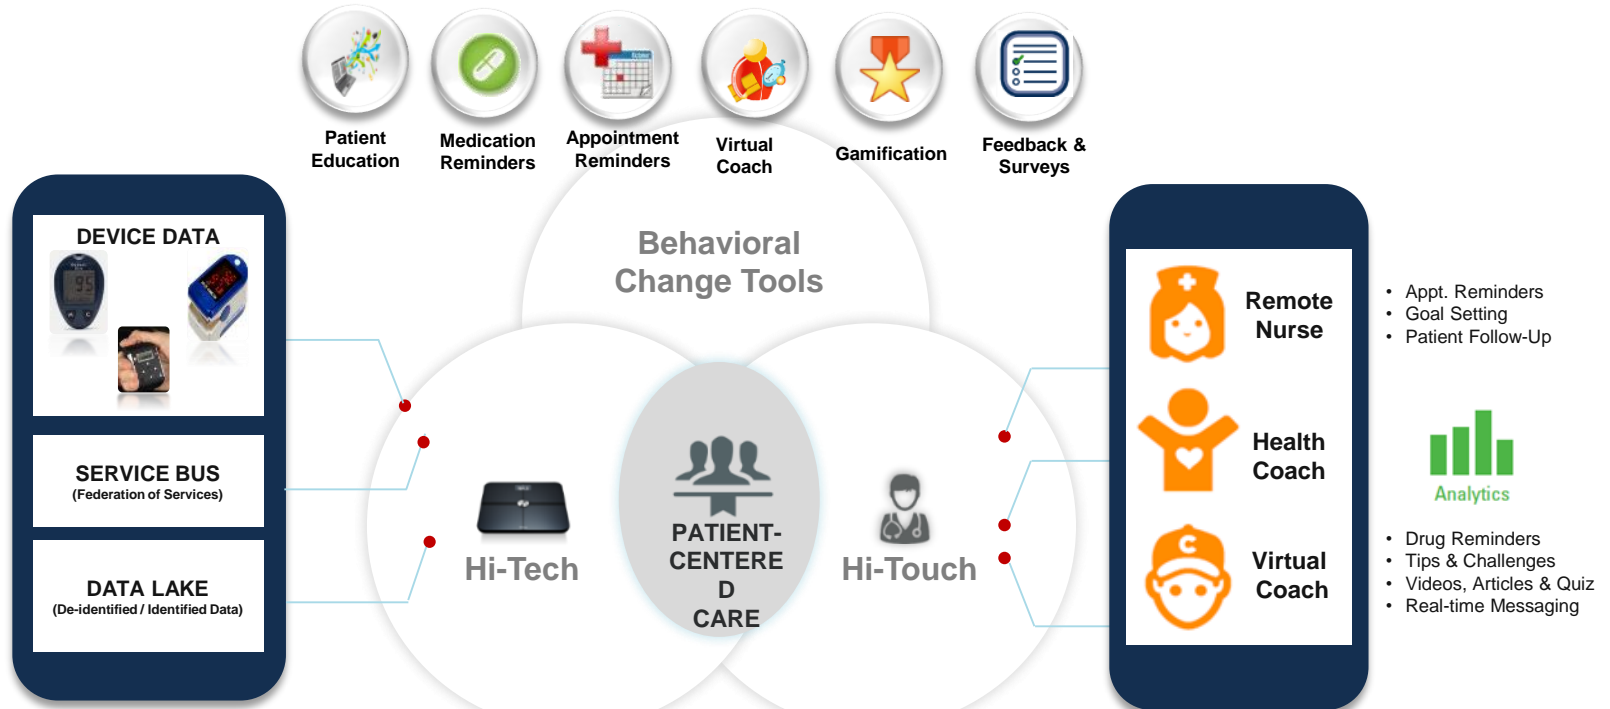 Patient
Education
Medication
Reminders
Appointment
Reminders
Virtual
Coach
Gamification
Feedback &
Surveys
DEVICE DATA
95
SERVICE BUS
(Federation of Services)
DATA LAKE
(De-identified / Identified Data)
Behavioral
Change Tools
Hi-Tech
PATIENT-
CENTERE
D
CARE
Hi-Touch
Remote
Nurse
Health
Coach
C
Virtual
Coach
• Appt. Reminders
• Goal Setting
• Patient Follow-Up
Analytics
• Drug Reminders
• Tips & Challenges
• Videos, Articles & Quiz
• Real-time Messaging